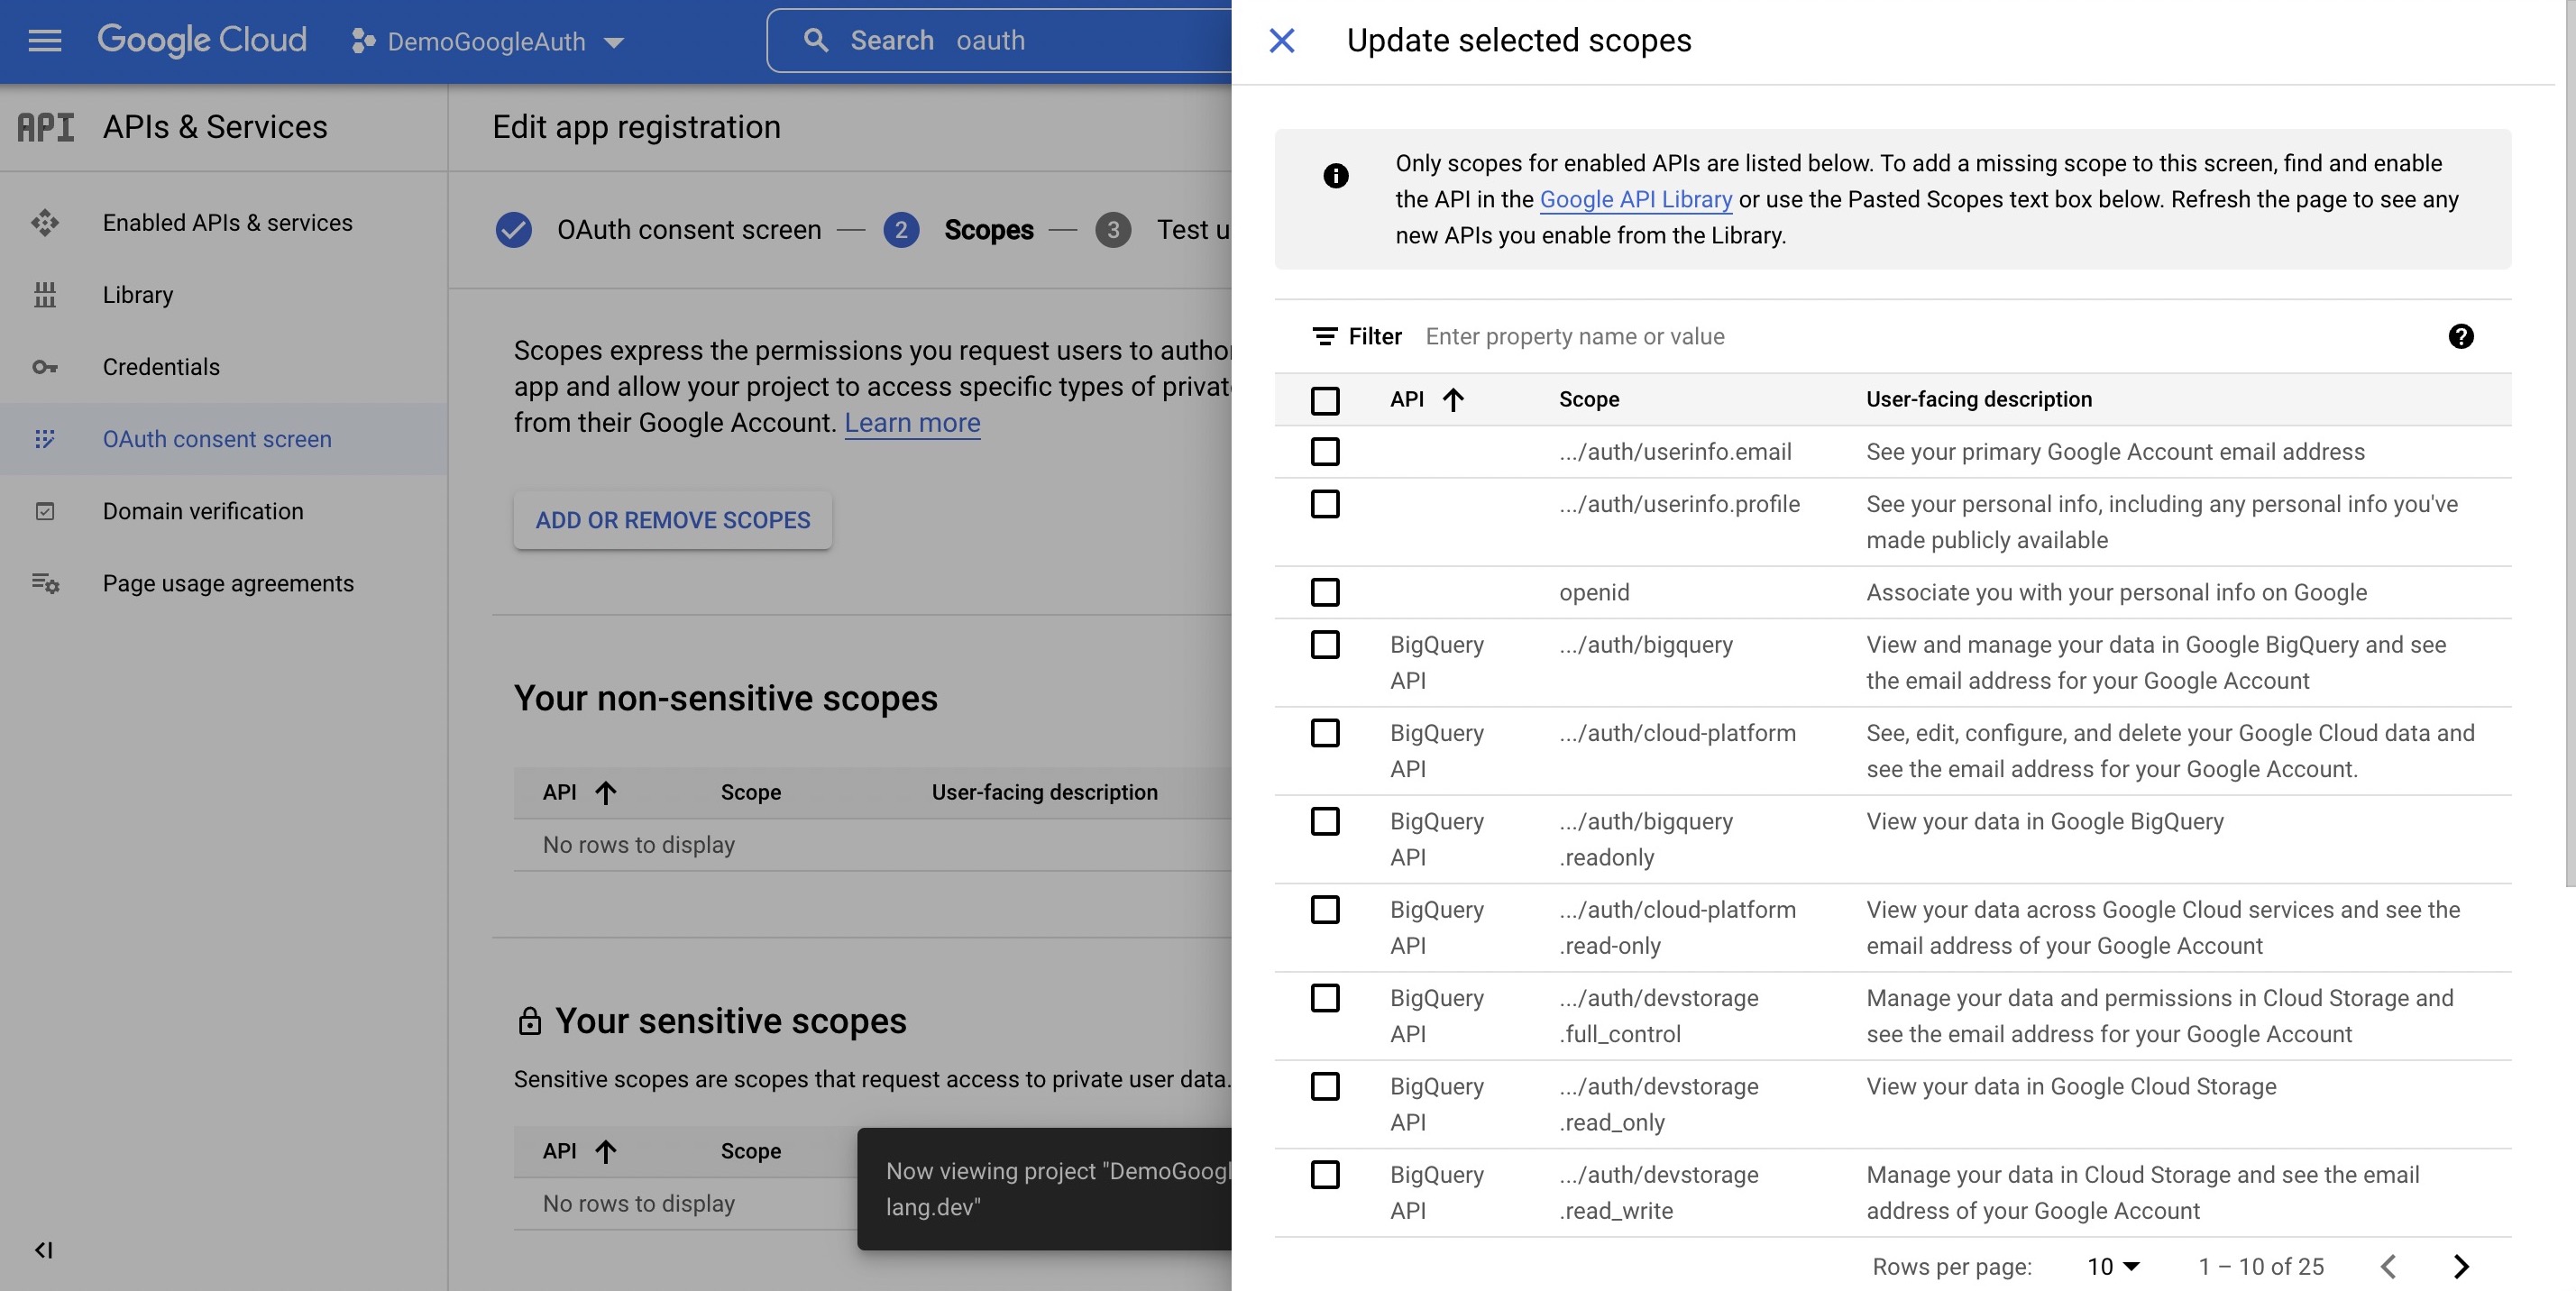 Google Cloud
DemoGoogleAuth
Search oauth
API APIs & Services
Enabled APIs & services
Library
Credentials
OAuth consent screen
Domain verification
Page usage agreements
Edit app registration
OAuth consent screen — 2 Scopes — 3 Test u
Scopes express the permissions you request users to autho
app and allow your project to access specific types of privat
from their Google Account. Learn more
ADD OR REMOVE SCOPES
Your non-sensitive scopes
API Scope User-facing description
No rows to display
Your sensitive scopes
Sensitive scopes are scopes that request access to private user data.
API Scope
No rows to display
Now viewing project "DemoGoogl
lang.dev"
Update selected scopes
Only scopes for enabled APIs are listed below. To add a missing scope to this screen, find and enable
the API in the Google API Library or use the Pasted Scopes text box below. Refresh the page to see any
new APIs you enable from the Library.
Filter Enter property name or value
API Scope User-facing description
.../auth/userinfo.email See your primary Google Account email address
.../auth/userinfo.profile See your personal info, including any personal info you've
made publicly available
openid Associate you with your personal info on Google
BigQuery .../auth/bigquery View and manage your data in Google BigQuery and see
API the email address for your Google Account
BigQuery .../auth/cloud-platform See, edit, configure, and delete your Google Cloud data and
API see the email address for your Google Account.
BigQuery .../auth/bigquery View your data in Google BigQuery
API .readonly
BigQuery .../auth/cloud-platform View your data across Google Cloud services and see the
API .read-only email address of your Google Account
BigQuery .../auth/devstorage Manage your data and permissions in Cloud Storage and
API .full_control see the email address for your Google Account
BigQuery .../auth/devstorage View your data in Google Cloud Storage
API .read_only
BigQuery .../auth/devstorage Manage your data in Cloud Storage and see the email
API .read_write address of your Google Account
Rows per page: 10 1 – 10 of 25